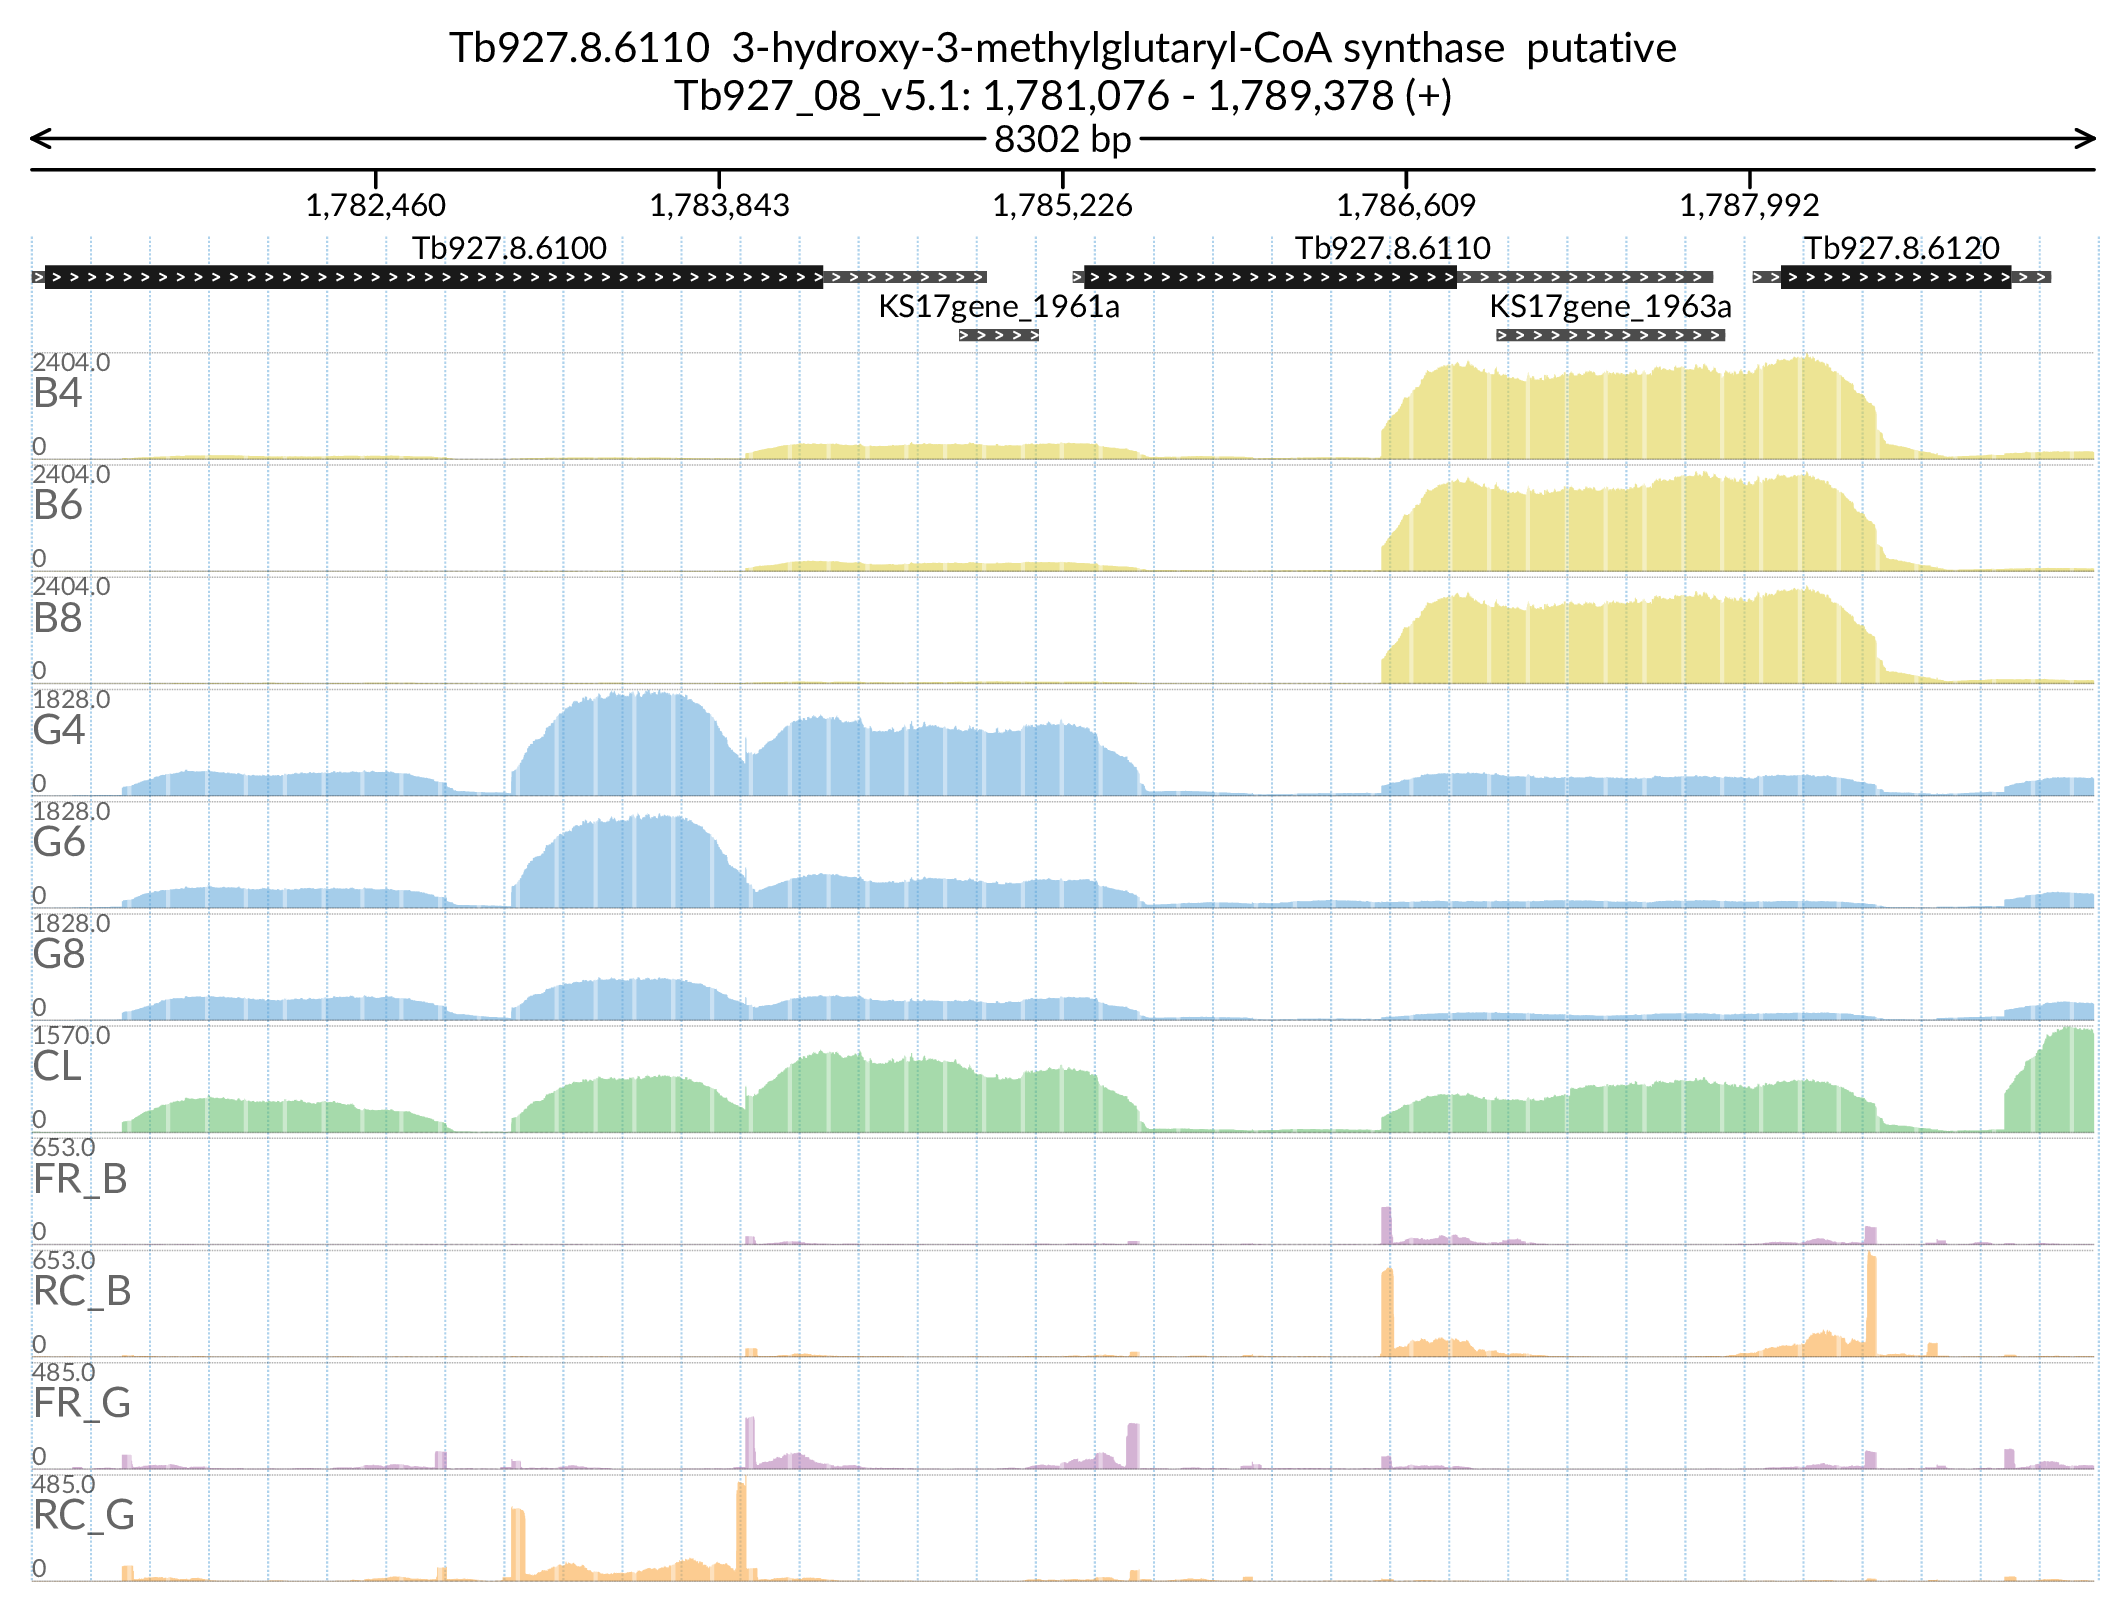 Tb927.8.6110  3-hydroxy-3-methylglutaryl-CoA synthase  putative
Tb927_08_v5.1: 1,781,076 - 1,789,378 (+)
8302 bp
1,782,460 1,783,843 1,785,226 1,786,609 1,787,992
Tb927.8.6100 Tb927.8.6110 Tb927.8.6120
KS17gene_1961a KS17gene_1963a
2404.0
B4
0
2404.0
B6
0
2404.0
B8
0
1828.0
G4
0
1828.0
G6
0
1828.0
G8
0
1570.0
CL
0
653.0
FR_B
0
653.0
RC_B
0
485.0
FR_G
0
485.0
RC_G
0